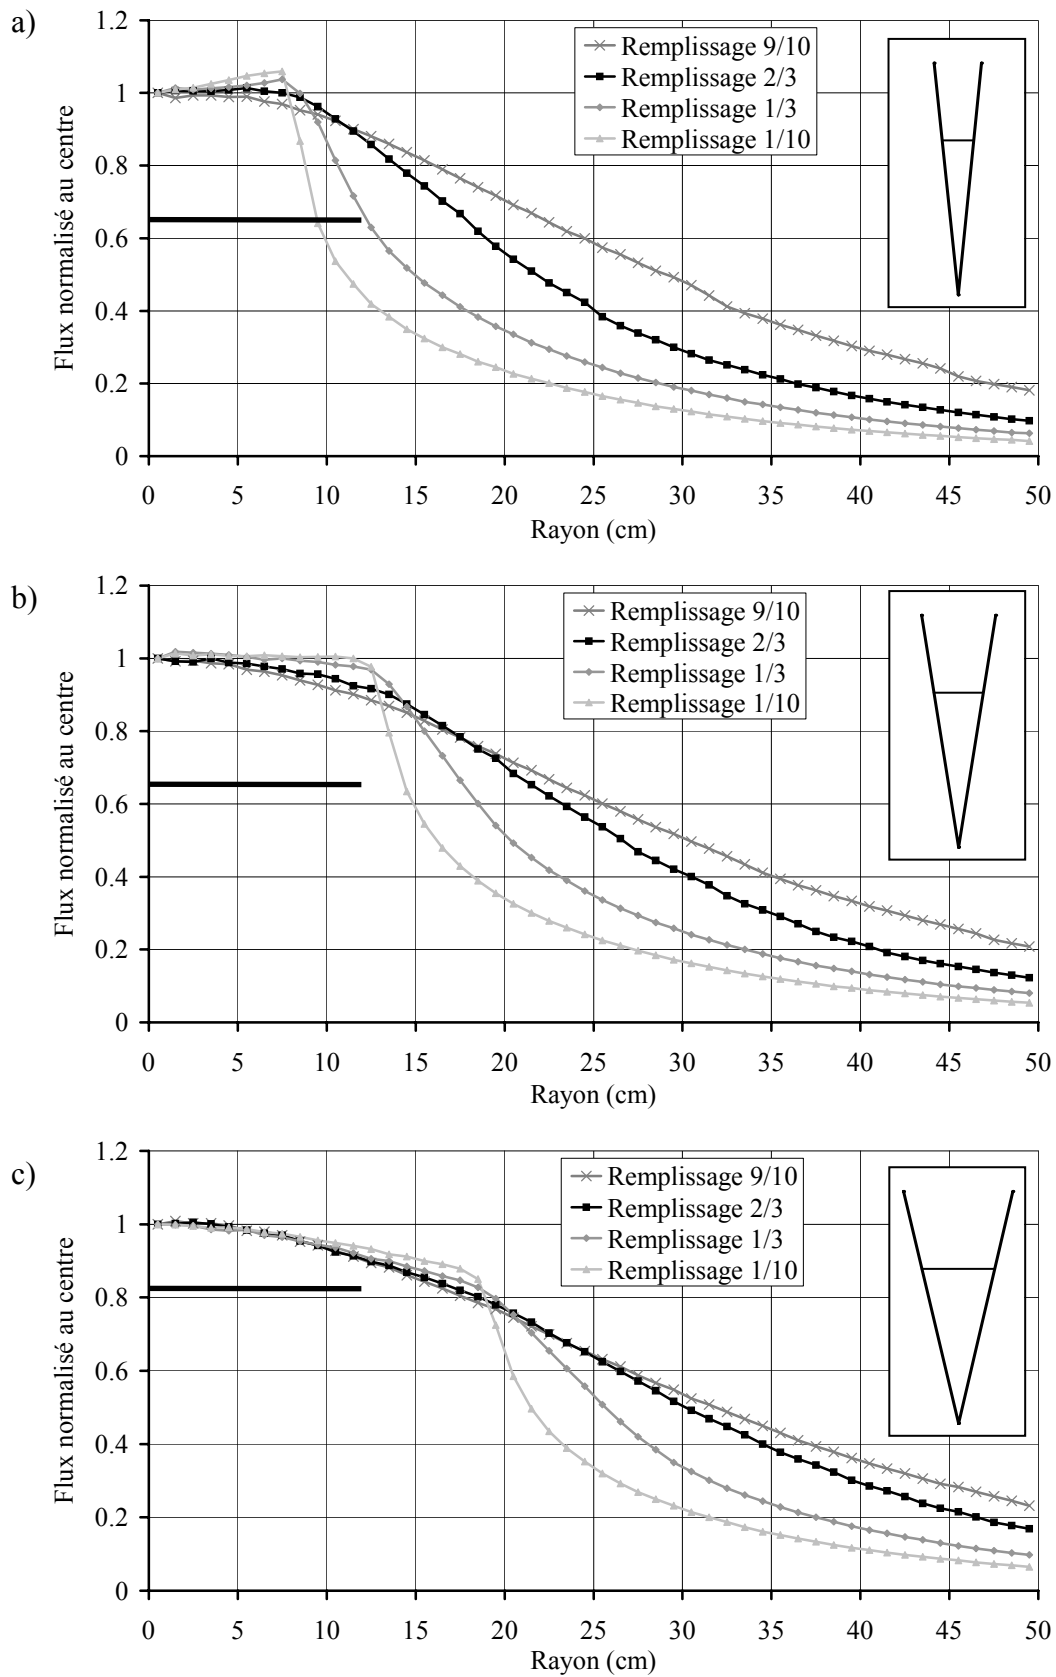 a)
1.2
1
0.8
0.6
0.4
0.2
0
Flux normalisé au centre
Remplissage 9/10
Remplissage 2/3
Remplissage 1/3
Remplissage 1/10
0 5 10 15 20 25 30 35 40 45 50
Rayon (cm)
b)
1.2
1
0.8
0.6
0.4
0.2
0
Flux normalisé au centre
Remplissage 9/10
Remplissage 2/3
Remplissage 1/3
Remplissage 1/10
0 5 10 15 20 25 30 35 40 45 50
Rayon (cm)
c)
1.2
1
0.8
0.6
0.4
0.2
0
Flux normalisé au centre
Remplissage 9/10
Remplissage 2/3
Remplissage 1/3
Remplissage 1/10
0 5 10 15 20 25 30 35 40 45 50
Rayon (cm)